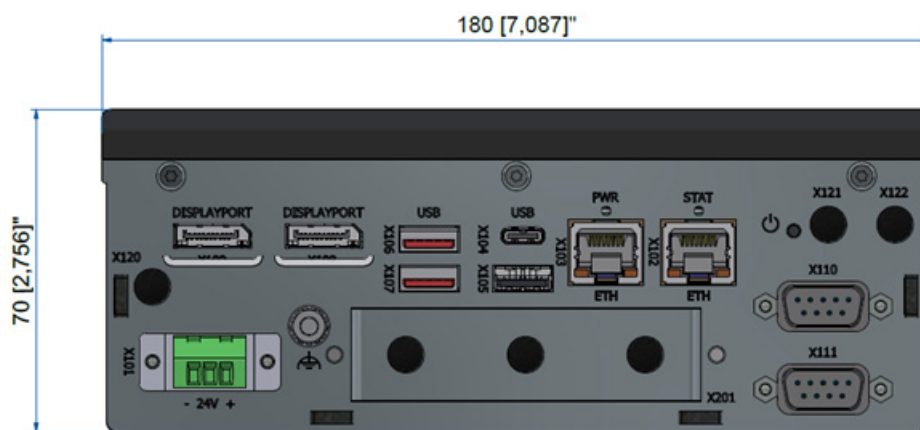 180 [7,087]"
70 [2,756]"
PWR
STAT
X121
X122
DISPLAYPORT
DISPLAYPORT
USB
USB
X106
X104
X103
X102
X120
X107
X105
X110
ETH
ETH
X101
X111
- 24V +
X201